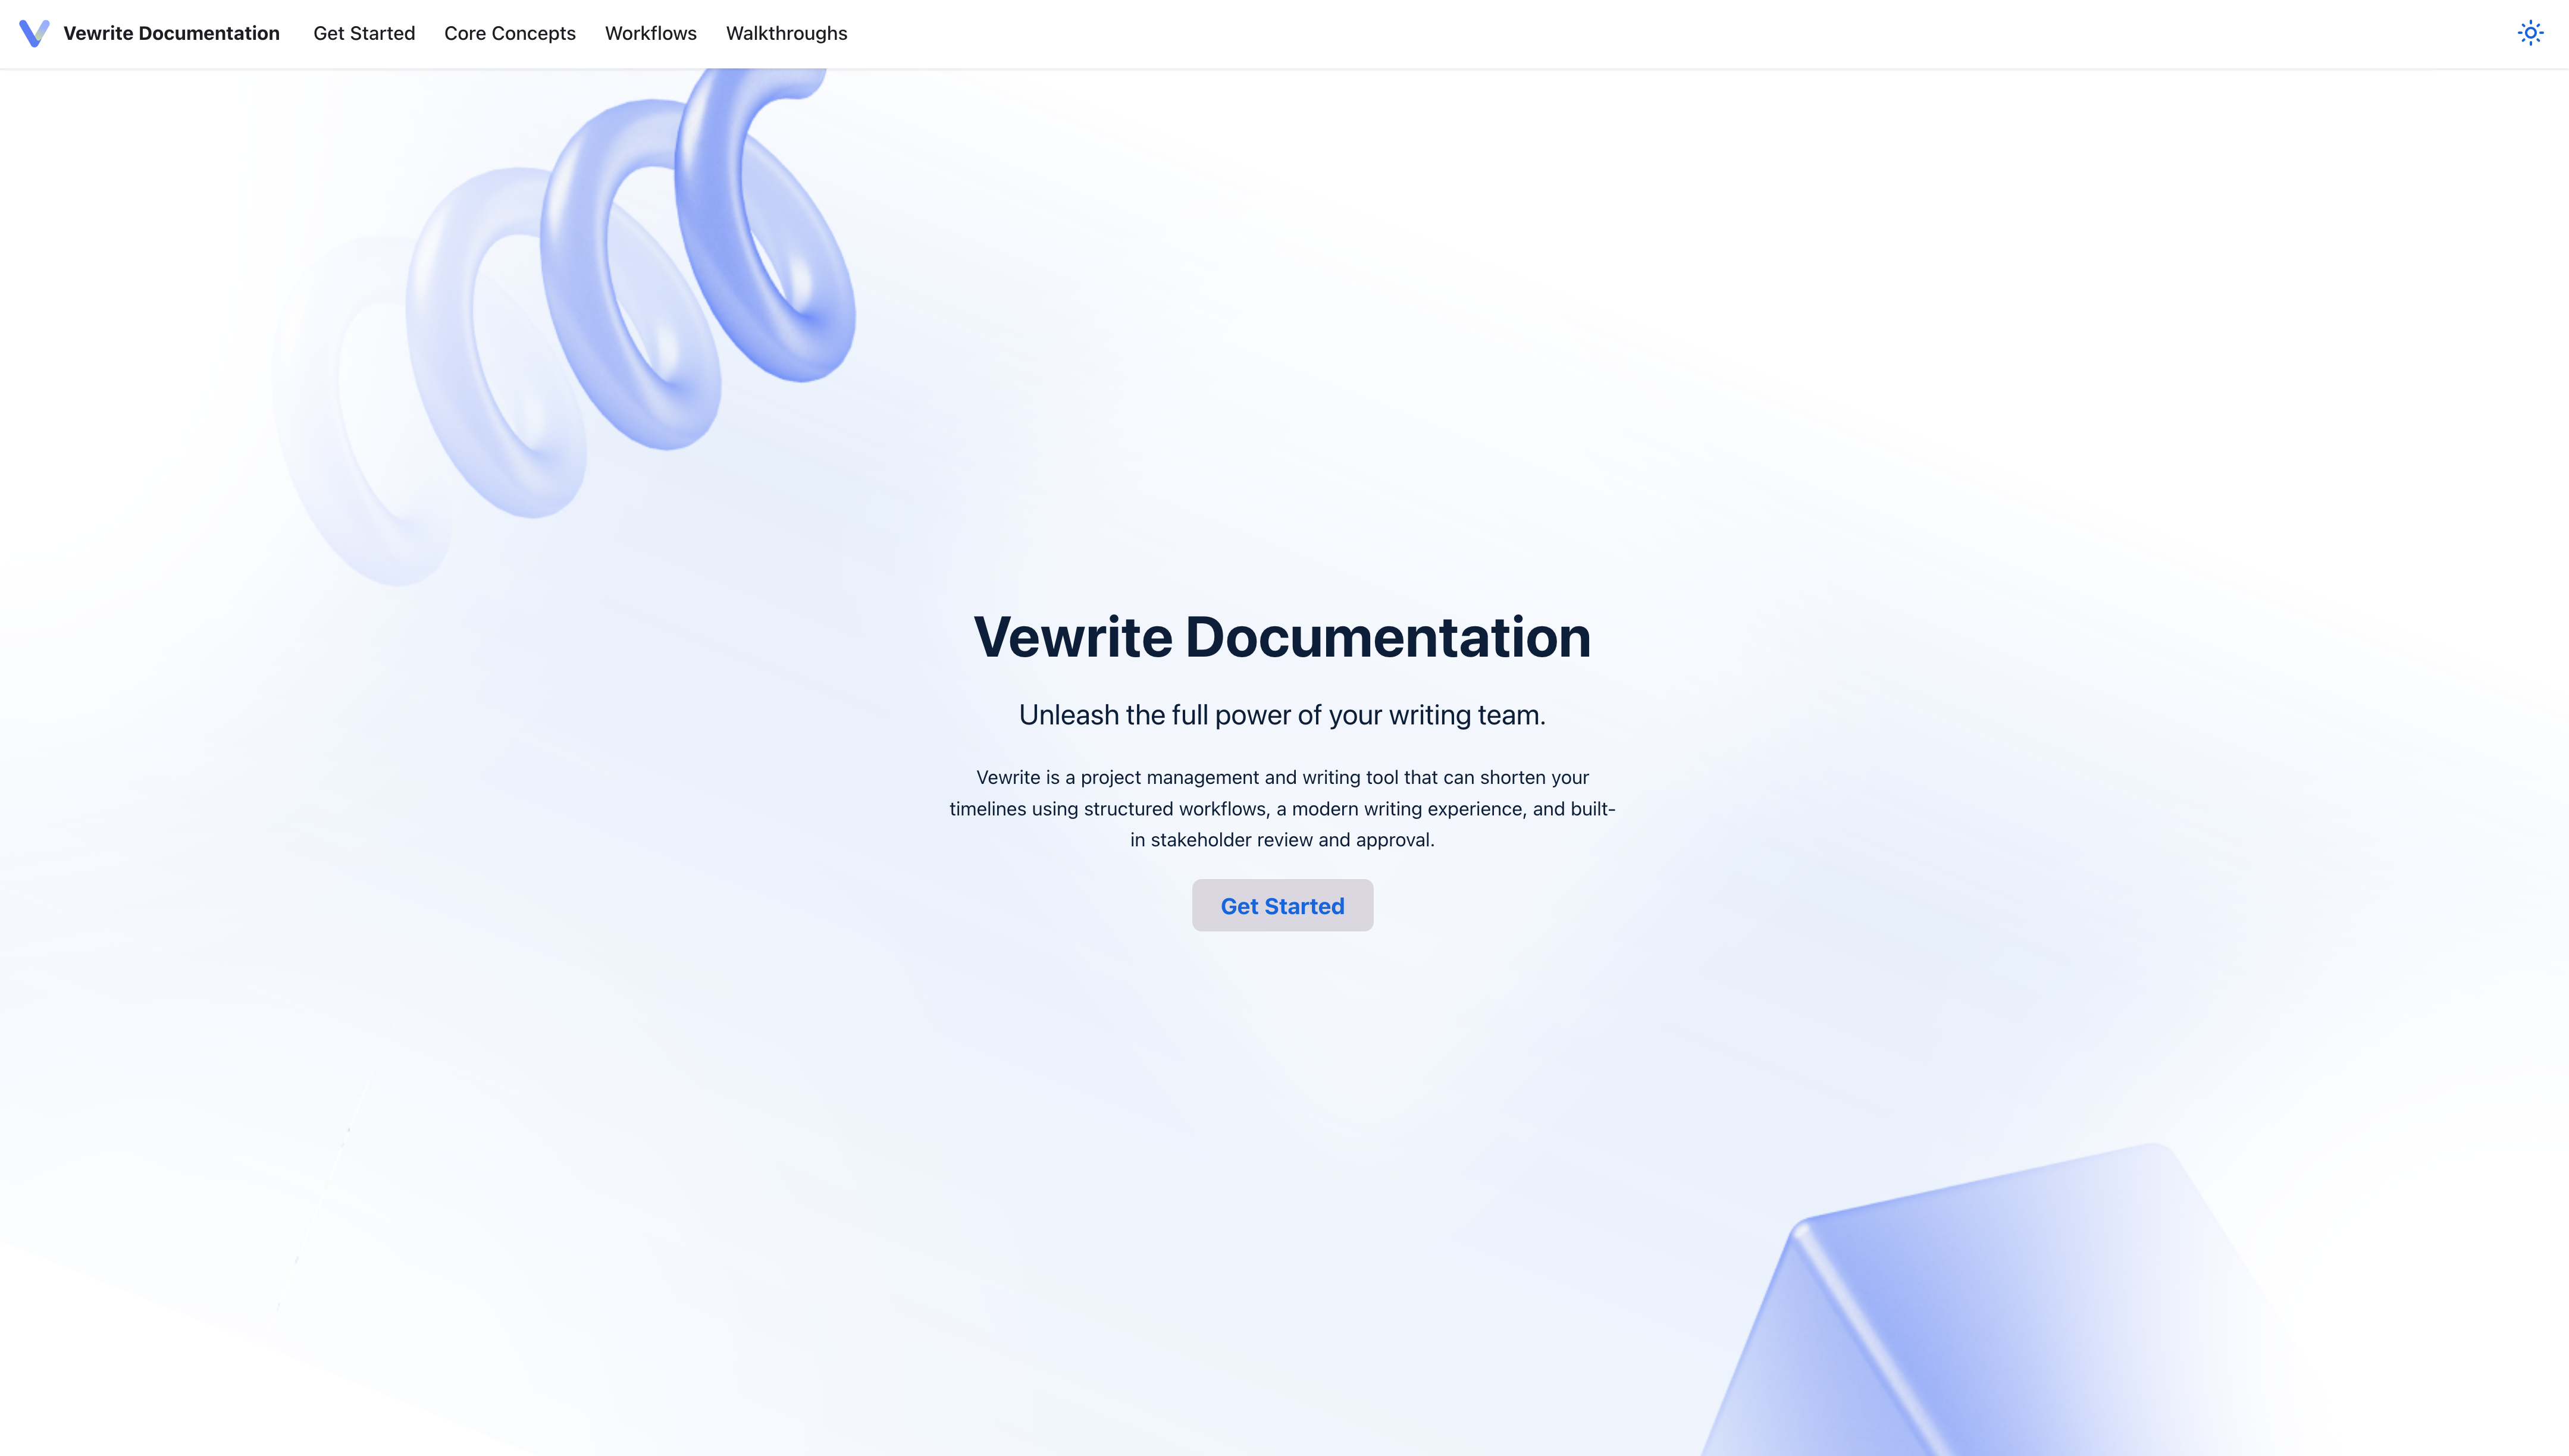 Vewrite Documentation
Get Started
Core Concepts
Workflows
Walkthroughs
Vewrite Documentation
Unleash the full power of your writing team.
Vewrite is a project management and writing tool that can shorten your
timelines using structured workflows, a modern writing experience, and built-
in stakeholder review and approval.
Get Started